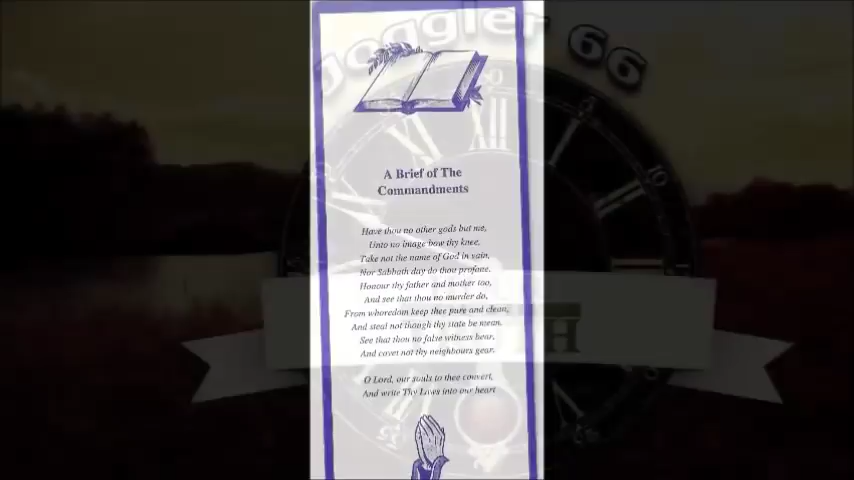 Joggler 66
XII
XI
A Brief of The
Commandments
Have thou no other gods but me,
Unto no image bow thy knee.
Take not the name of God in vain,
Nor Sabbath day do thou profane.
Honour thy father and mother too,
And see that thou no murder do,
From whoredom keep thee pure and clean,
And steal not though thy state be mean.
See that thou no false witness bear,
And covet not thy neighbours gear.
O Lord, our souls to thee convert,
And write Thy Laws into our heart